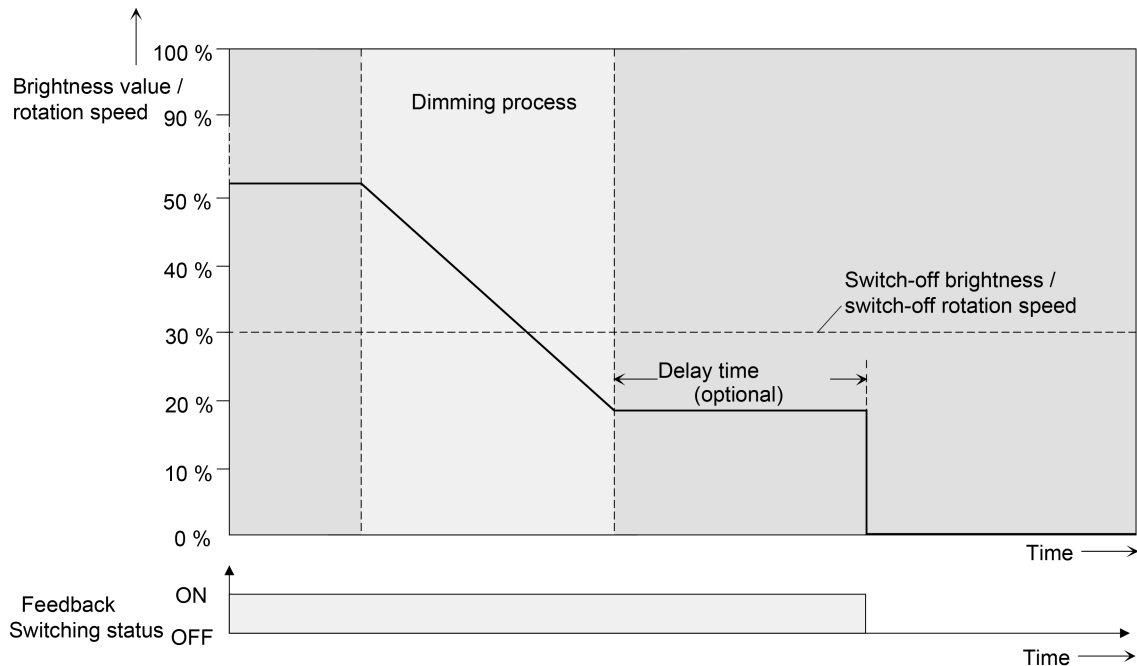 100 %
Brightness value /
rotation speed
90 %
Dimming process
50 %
40 %
Switch-off brightness /
switch-off rotation speed
30 %
Delay time
(optional)
20 %
10 %
0 %
Time
ON
Feedback
Switching status
OFF
Time